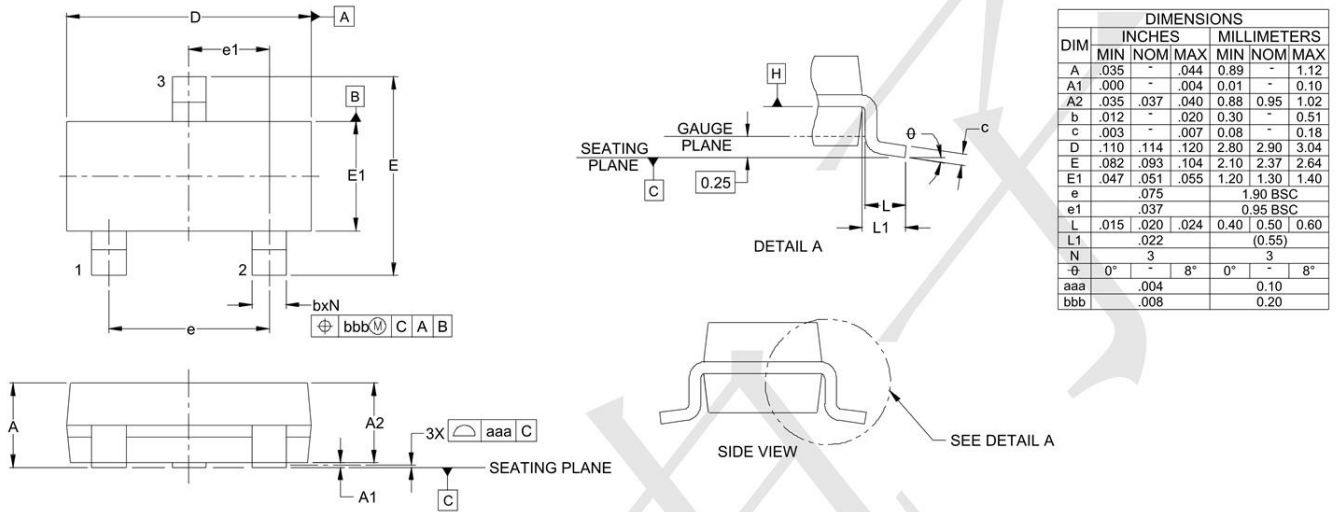 D
A
e1
3
B
E1
E
1
2
bxN
e
⌖ bbbⓂ C A B
A
A2
3X ⌓ aaa C
SEATING PLANE
A1
C
H
GAUGE
PLANE
SEATING
PLANE
C
0.25
θ
c
L
L1
DETAIL A
SIDE VIEW
SEE DETAIL A
DIMENSIONS
DIM INCHES MILLIMETERS
MIN NOM MAX MIN NOM MAX
A .035 - .044 0.89 - 1.12
A1 .000 - .004 0.01 - 0.10
A2 .035 .037 .040 0.88 0.95 1.02
b .012 - .020 0.30 - 0.51
c .003 - .007 0.08 - 0.18
D .110 .114 .120 2.80 2.90 3.04
E .082 .093 .104 2.10 2.37 2.64
E1 .047 .051 .055 1.20 1.30 1.40
e .075 1.90 BSC
e1 .037 0.95 BSC
L .015 .020 .024 0.40 0.50 0.60
L1 .022 (0.55)
N 3 3
θ 0° - 8° 0° - 8°
aaa .004 0.10
bbb .008 0.20